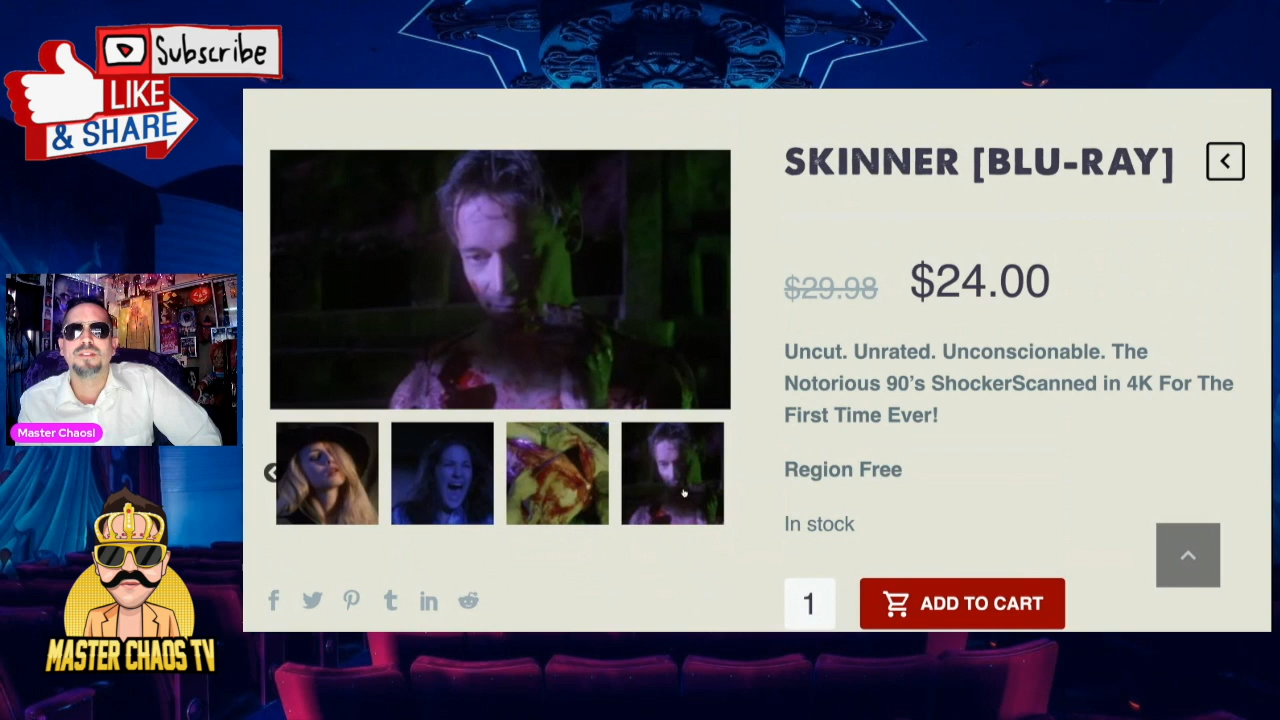 Subscribe
LIKE
& SHARE
SKINNER [BLU-RAY]
$29.98 $24.00
Uncut. Unrated. Unconscionable. The
Notorious 90's ShockerScanned in 4K For The
First Time Ever!
Region Free
In stock
1 ADD TO CART
Master Chaos!
MASTER CHAOS TV